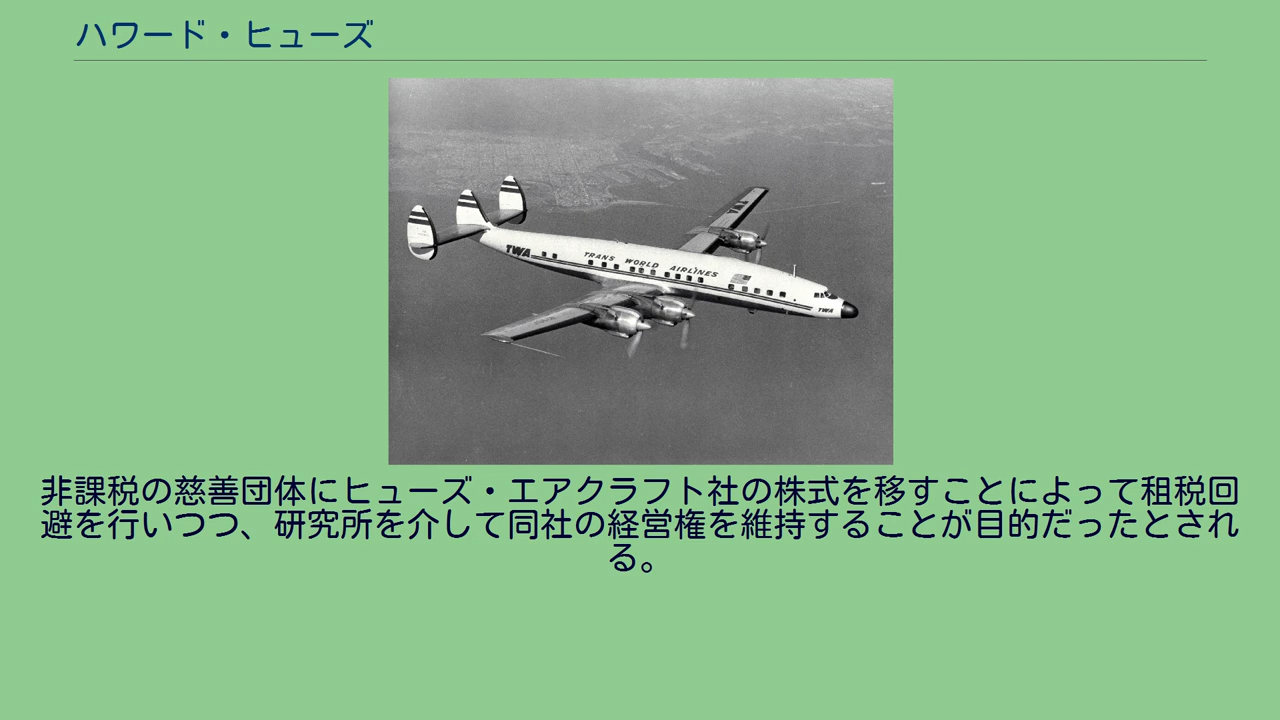 ハワード・ヒューズ
TWA
TWA
TRANS WORLD AIRLINES
TWA
非課税の慈善団体にヒューズ・エアクラフト社の株式を移すことによって租税回
避を行いつつ、研究所を介して同社の経営権を維持することが目的だったとされ
る。